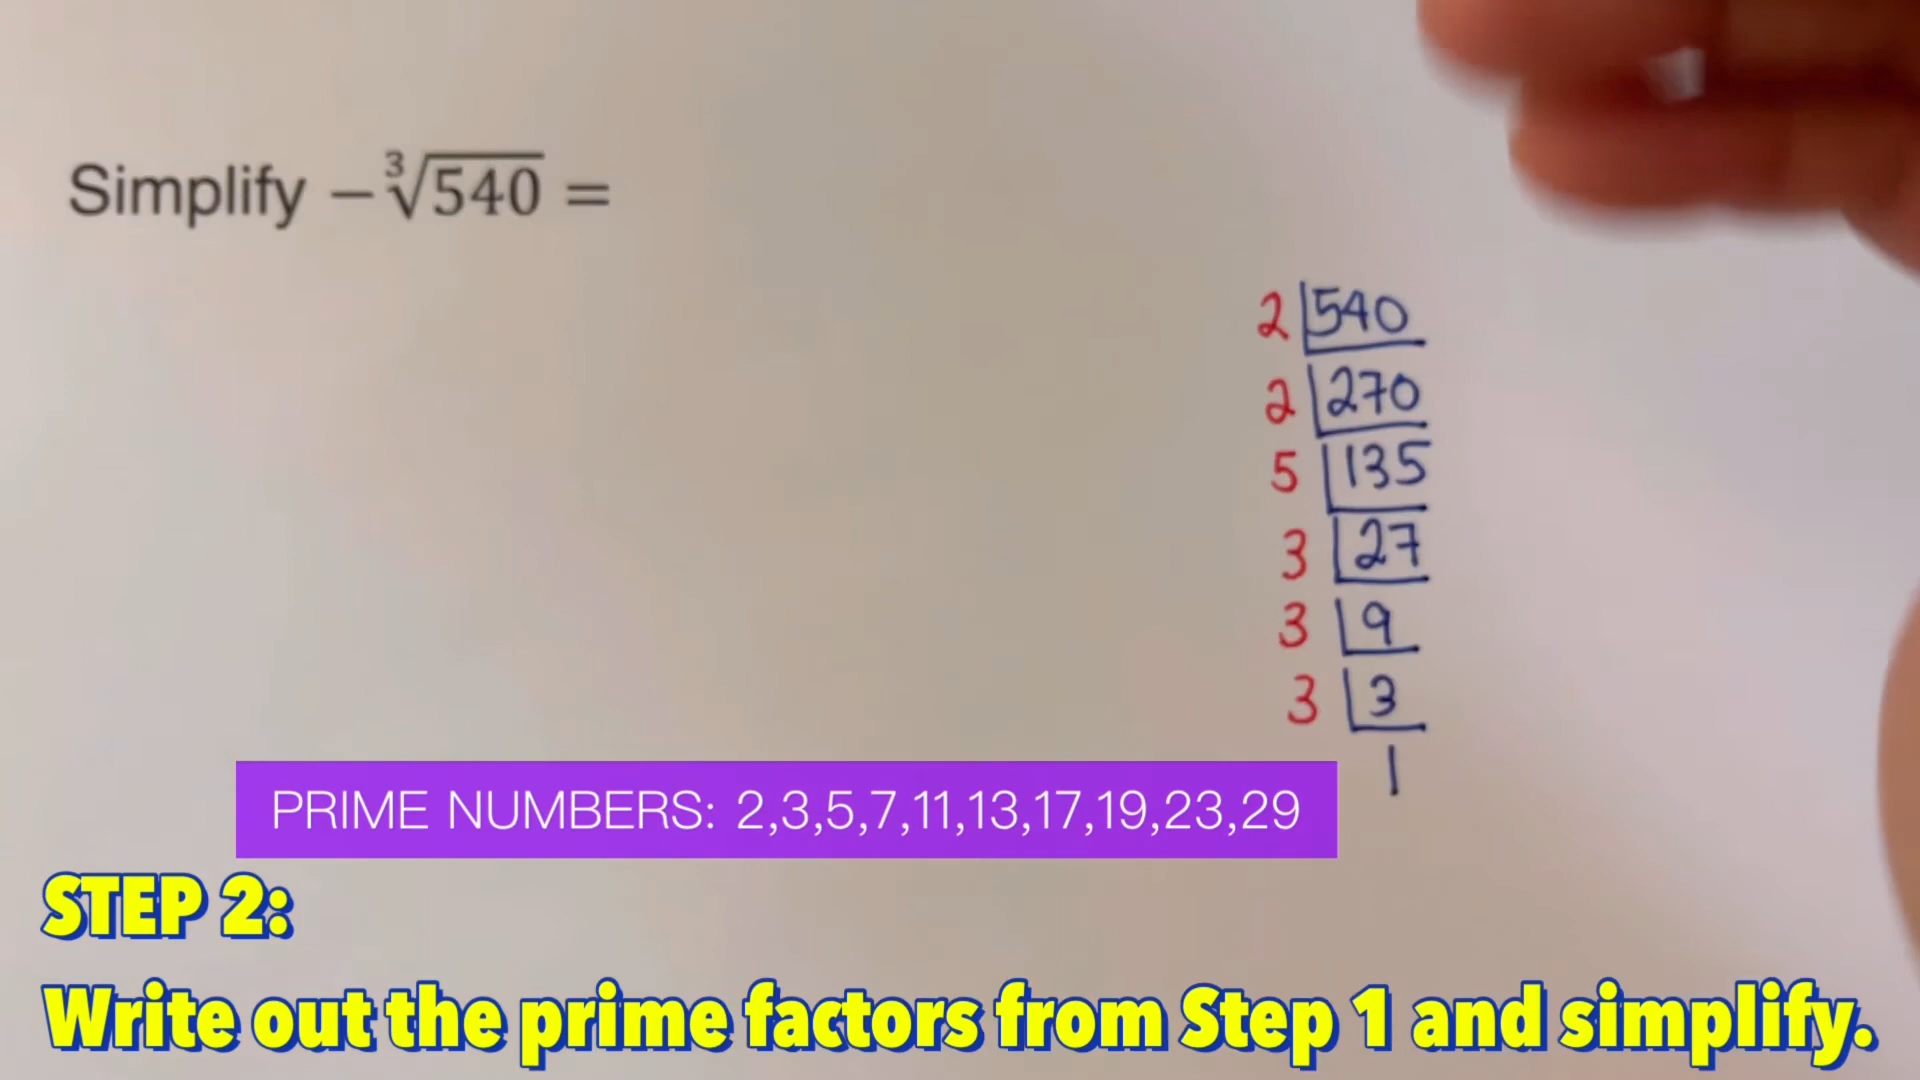 Simplify −∛540 =
2 540
2 270
5 135
3 27
3 9
3 3
1
PRIME NUMBERS: 2,3,5,7,11,13,17,19,23,29
STEP 2:
Write out the prime factors from Step 1 and simplify.